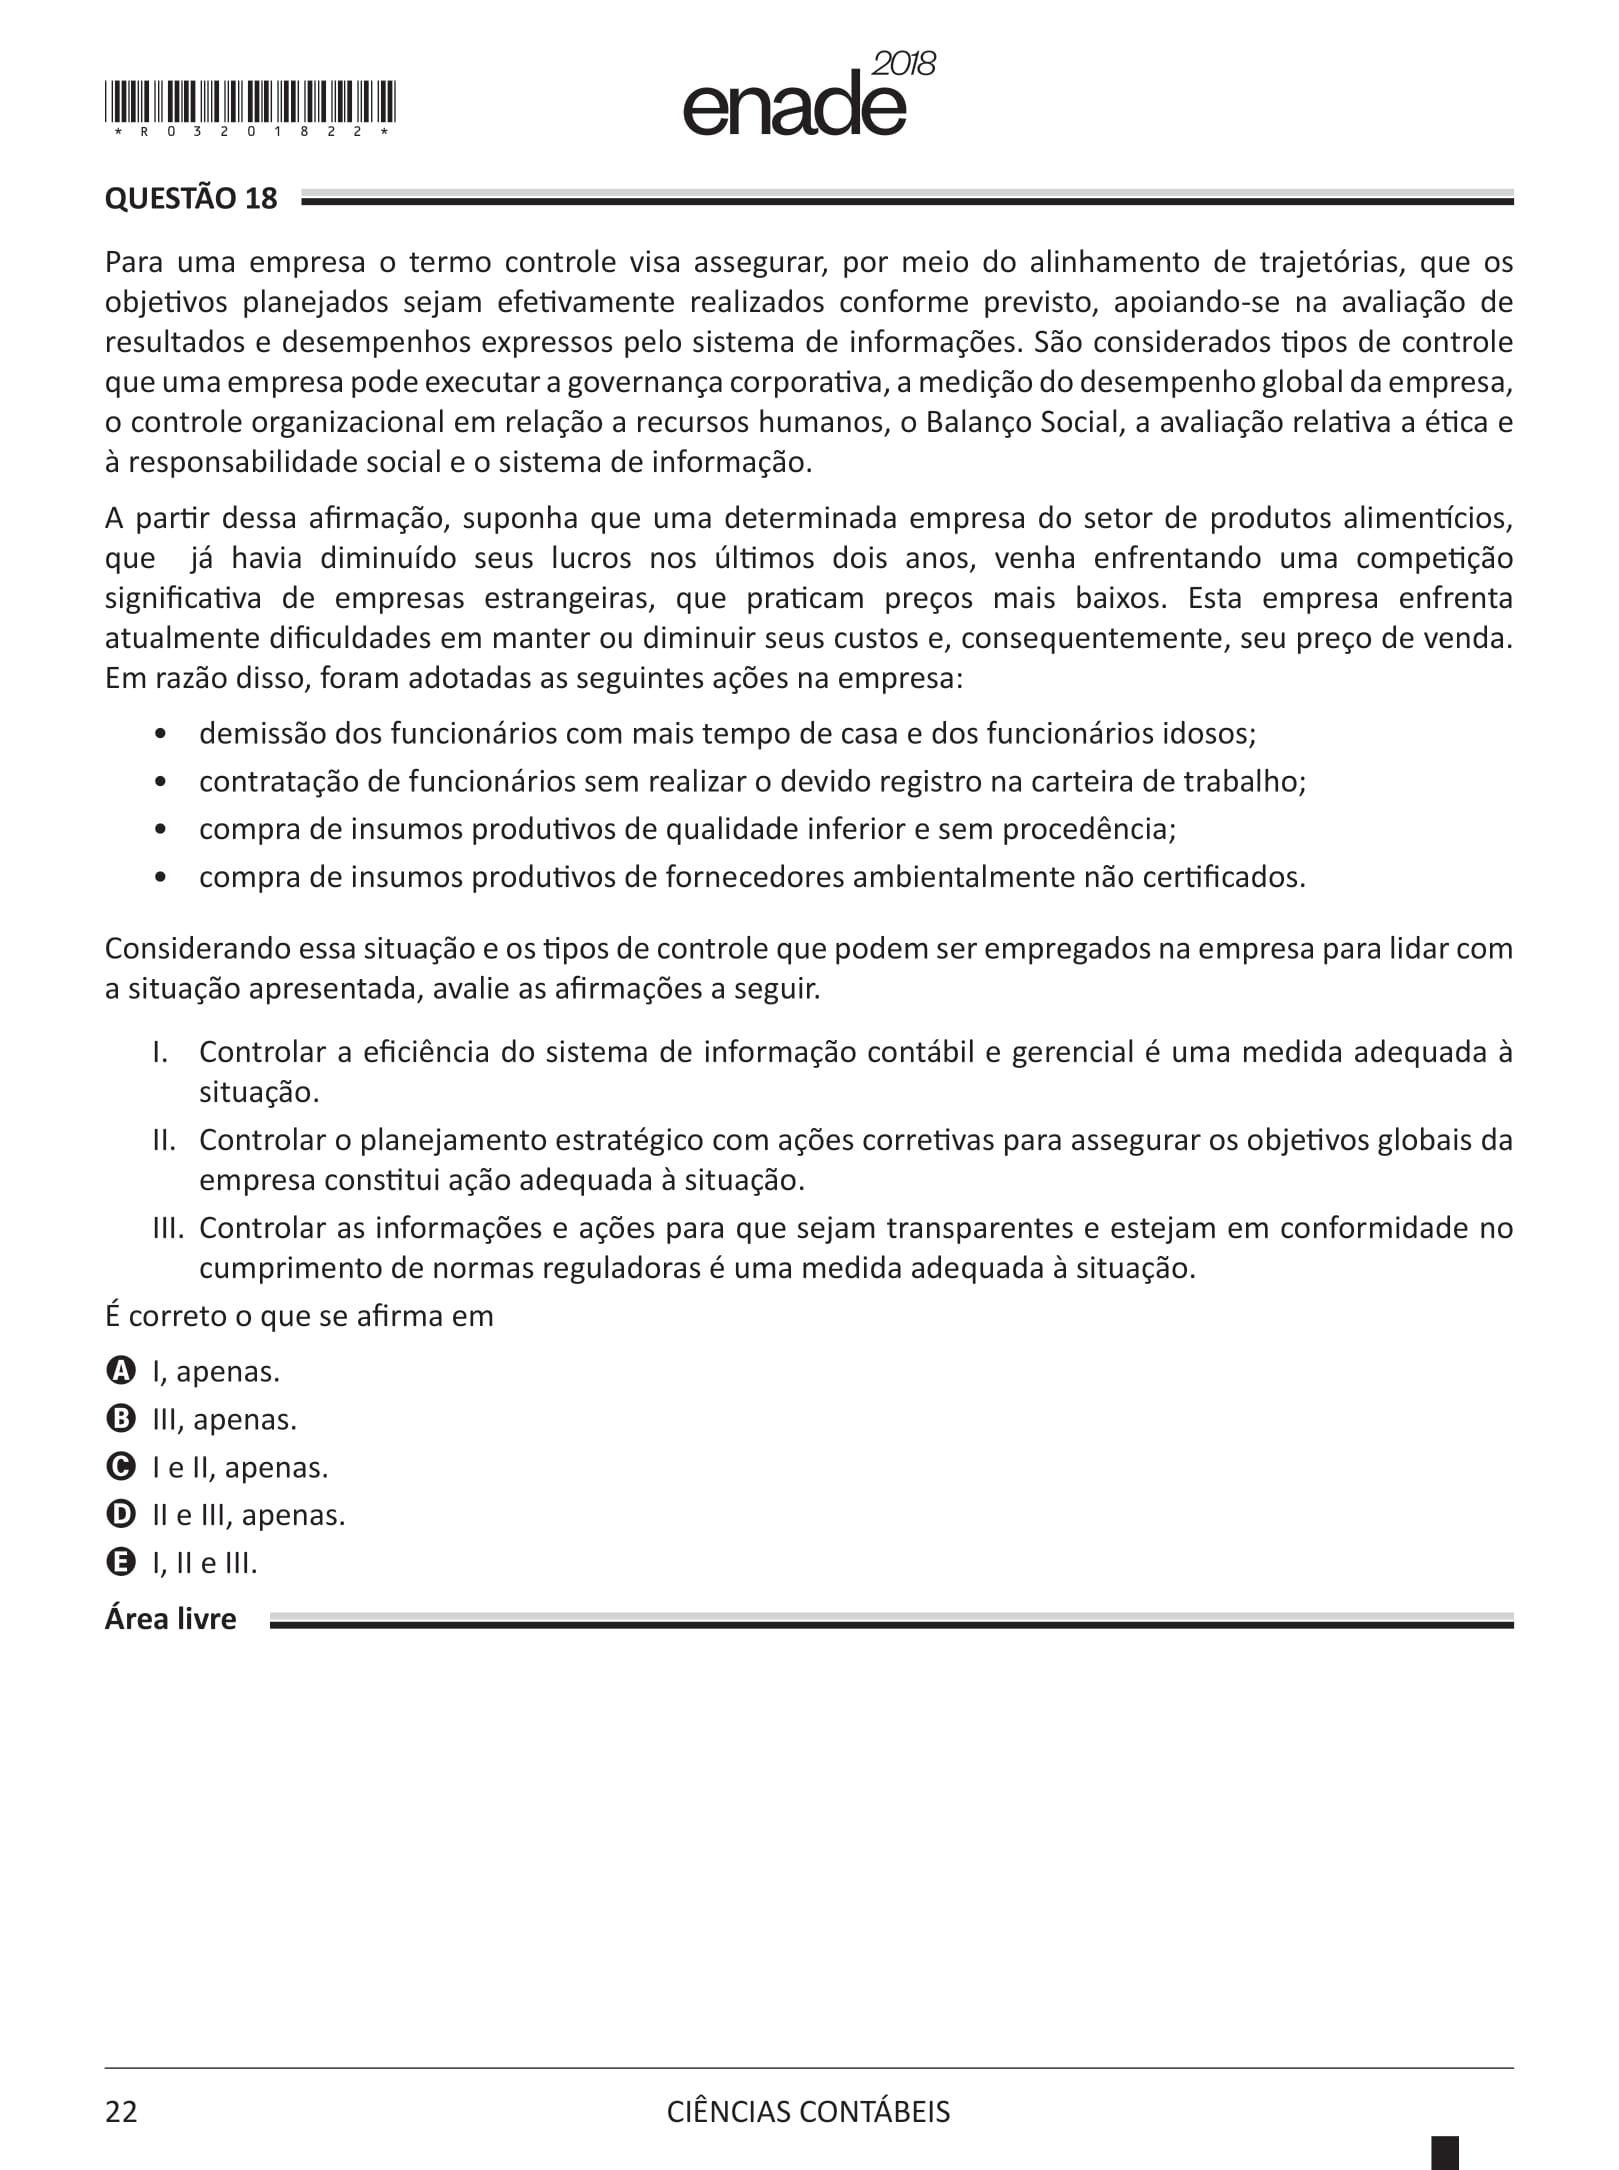 2018
enade
* R 0 3 2 0 1 8 2 2 *
QUESTÃO 18
Para uma empresa o termo controle visa assegurar, por meio do alinhamento de trajetórias, que os
objetivos planejados sejam efetivamente realizados conforme previsto, apoiando-se na avaliação de
resultados e desempenhos expressos pelo sistema de informações. São considerados tipos de controle
que uma empresa pode executar a governança corporativa, a medição do desempenho global da empresa,
o controle organizacional em relação a recursos humanos, o Balanço Social, a avaliação relativa a ética e
à responsabilidade social e o sistema de informação.
A partir dessa afirmação, suponha que uma determinada empresa do setor de produtos alimentícios,
que já havia diminuído seus lucros nos últimos dois anos, venha enfrentando uma competição
significativa de empresas estrangeiras, que praticam preços mais baixos. Esta empresa enfrenta
atualmente dificuldades em manter ou diminuir seus custos e, consequentemente, seu preço de venda.
Em razão disso, foram adotadas as seguintes ações na empresa:
• demissão dos funcionários com mais tempo de casa e dos funcionários idosos;
• contratação de funcionários sem realizar o devido registro na carteira de trabalho;
• compra de insumos produtivos de qualidade inferior e sem procedência;
• compra de insumos produtivos de fornecedores ambientalmente não certificados.
Considerando essa situação e os tipos de controle que podem ser empregados na empresa para lidar com
a situação apresentada, avalie as afirmações a seguir.
I. Controlar a eficiência do sistema de informação contábil e gerencial é uma medida adequada à
situação.
II. Controlar o planejamento estratégico com ações corretivas para assegurar os objetivos globais da
empresa constitui ação adequada à situação.
III. Controlar as informações e ações para que sejam transparentes e estejam em conformidade no
cumprimento de normas reguladoras é uma medida adequada à situação.
É correto o que se afirma em
A I, apenas.
B III, apenas.
C I e II, apenas.
D II e III, apenas.
E I, II e III.
Área livre
22
CIÊNCIAS CONTÁBEIS